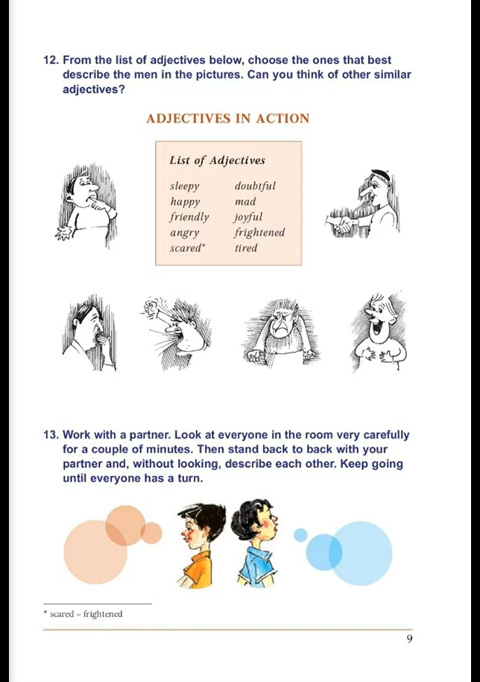 12. From the list of adjectives below, choose the ones that best
describe the men in the pictures. Can you think of other similar
adjectives?
ADJECTIVES IN ACTION
List of Adjectives
sleepy doubtful
happy mad
friendly joyful
angry frightened
scared* tired
13. Work with a partner. Look at everyone in the room very carefully
for a couple of minutes. Then stand back to back with your
partner and, without looking, describe each other. Keep going
until everyone has a turn.
* scared – frightened
9